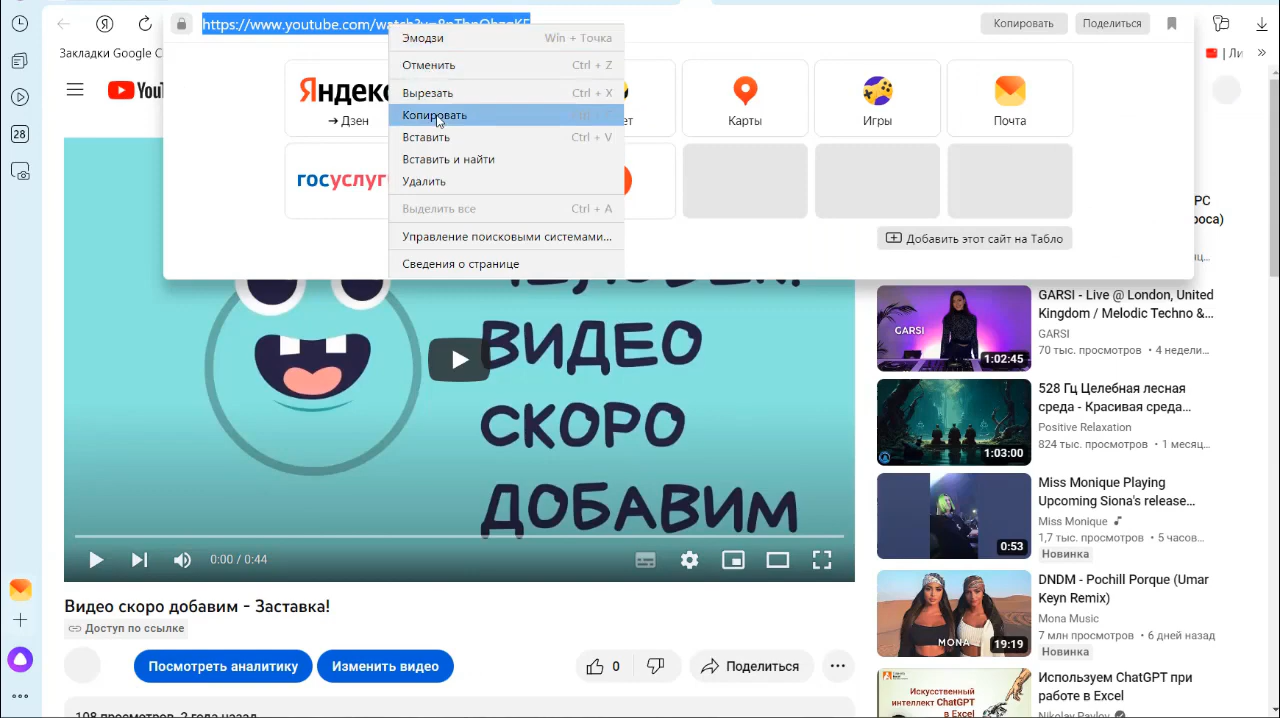 https://www.youtube.com/
Копировать
Поделиться
Эмодзи Win + Точка
Отменить Ctrl + Z
Вырезать Ctrl + X
Копировать
Вставить Ctrl + V
Вставить и найти
Удалить
Выделить все Ctrl + A
Управление поисковыми системами...
Сведения о странице
Закладки Google
28
Яндекс
→ Дзен
Карты
Игры
Почта
госуслуг
Добавить этот сайт на Табло
ВИДЕО
СКОРО
ДОБАВИМ
0:00 / 0:44
Видео скоро добавим - Заставка!
Доступ по ссылке
Посмотреть аналитику
Изменить видео
0
Поделиться
108 просмотров 2 года назад
GARSI
1:02:45
GARSI - Live @ London, United
Kingdom / Melodic Techno &...
GARSI
70 тыс. просмотров • 4 недели...
1:03:00
528 Гц Целебная лесная
среда - Красивая среда...
Positive Relaxation
824 тыс. просмотров • 1 месяц...
0:53
Miss Monique Playing
Upcoming Siona's release...
Miss Monique
1,7 тыс. просмотров • 5 часов...
Новинка
MONA
19:19
DNDM - Pochill Porque (Umar
Keyn Remix)
Mona Music
7 млн просмотров • 6 дней назад
Новинка
Искусственный
интеллект ChatGPT
в Excel
Используем ChatGPT при
работе в Excel
Nikolay Pavlov